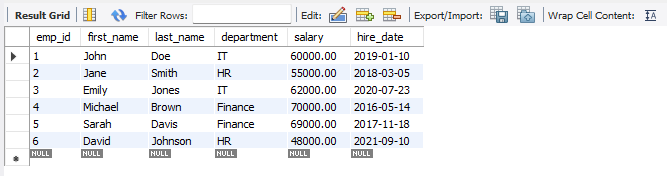 Result Grid Filter Rows: Edit: Export/Import: Wrap Cell Content:
emp_id first_name last_name department salary hire_date
1 John Doe IT 60000.00 2019-01-10
2 Jane Smith HR 55000.00 2018-03-05
3 Emily Jones IT 62000.00 2020-07-23
4 Michael Brown Finance 70000.00 2016-05-14
5 Sarah Davis Finance 69000.00 2017-11-18
6 David Johnson HR 48000.00 2021-09-10
NULL NULL NULL NULL NULL NULL